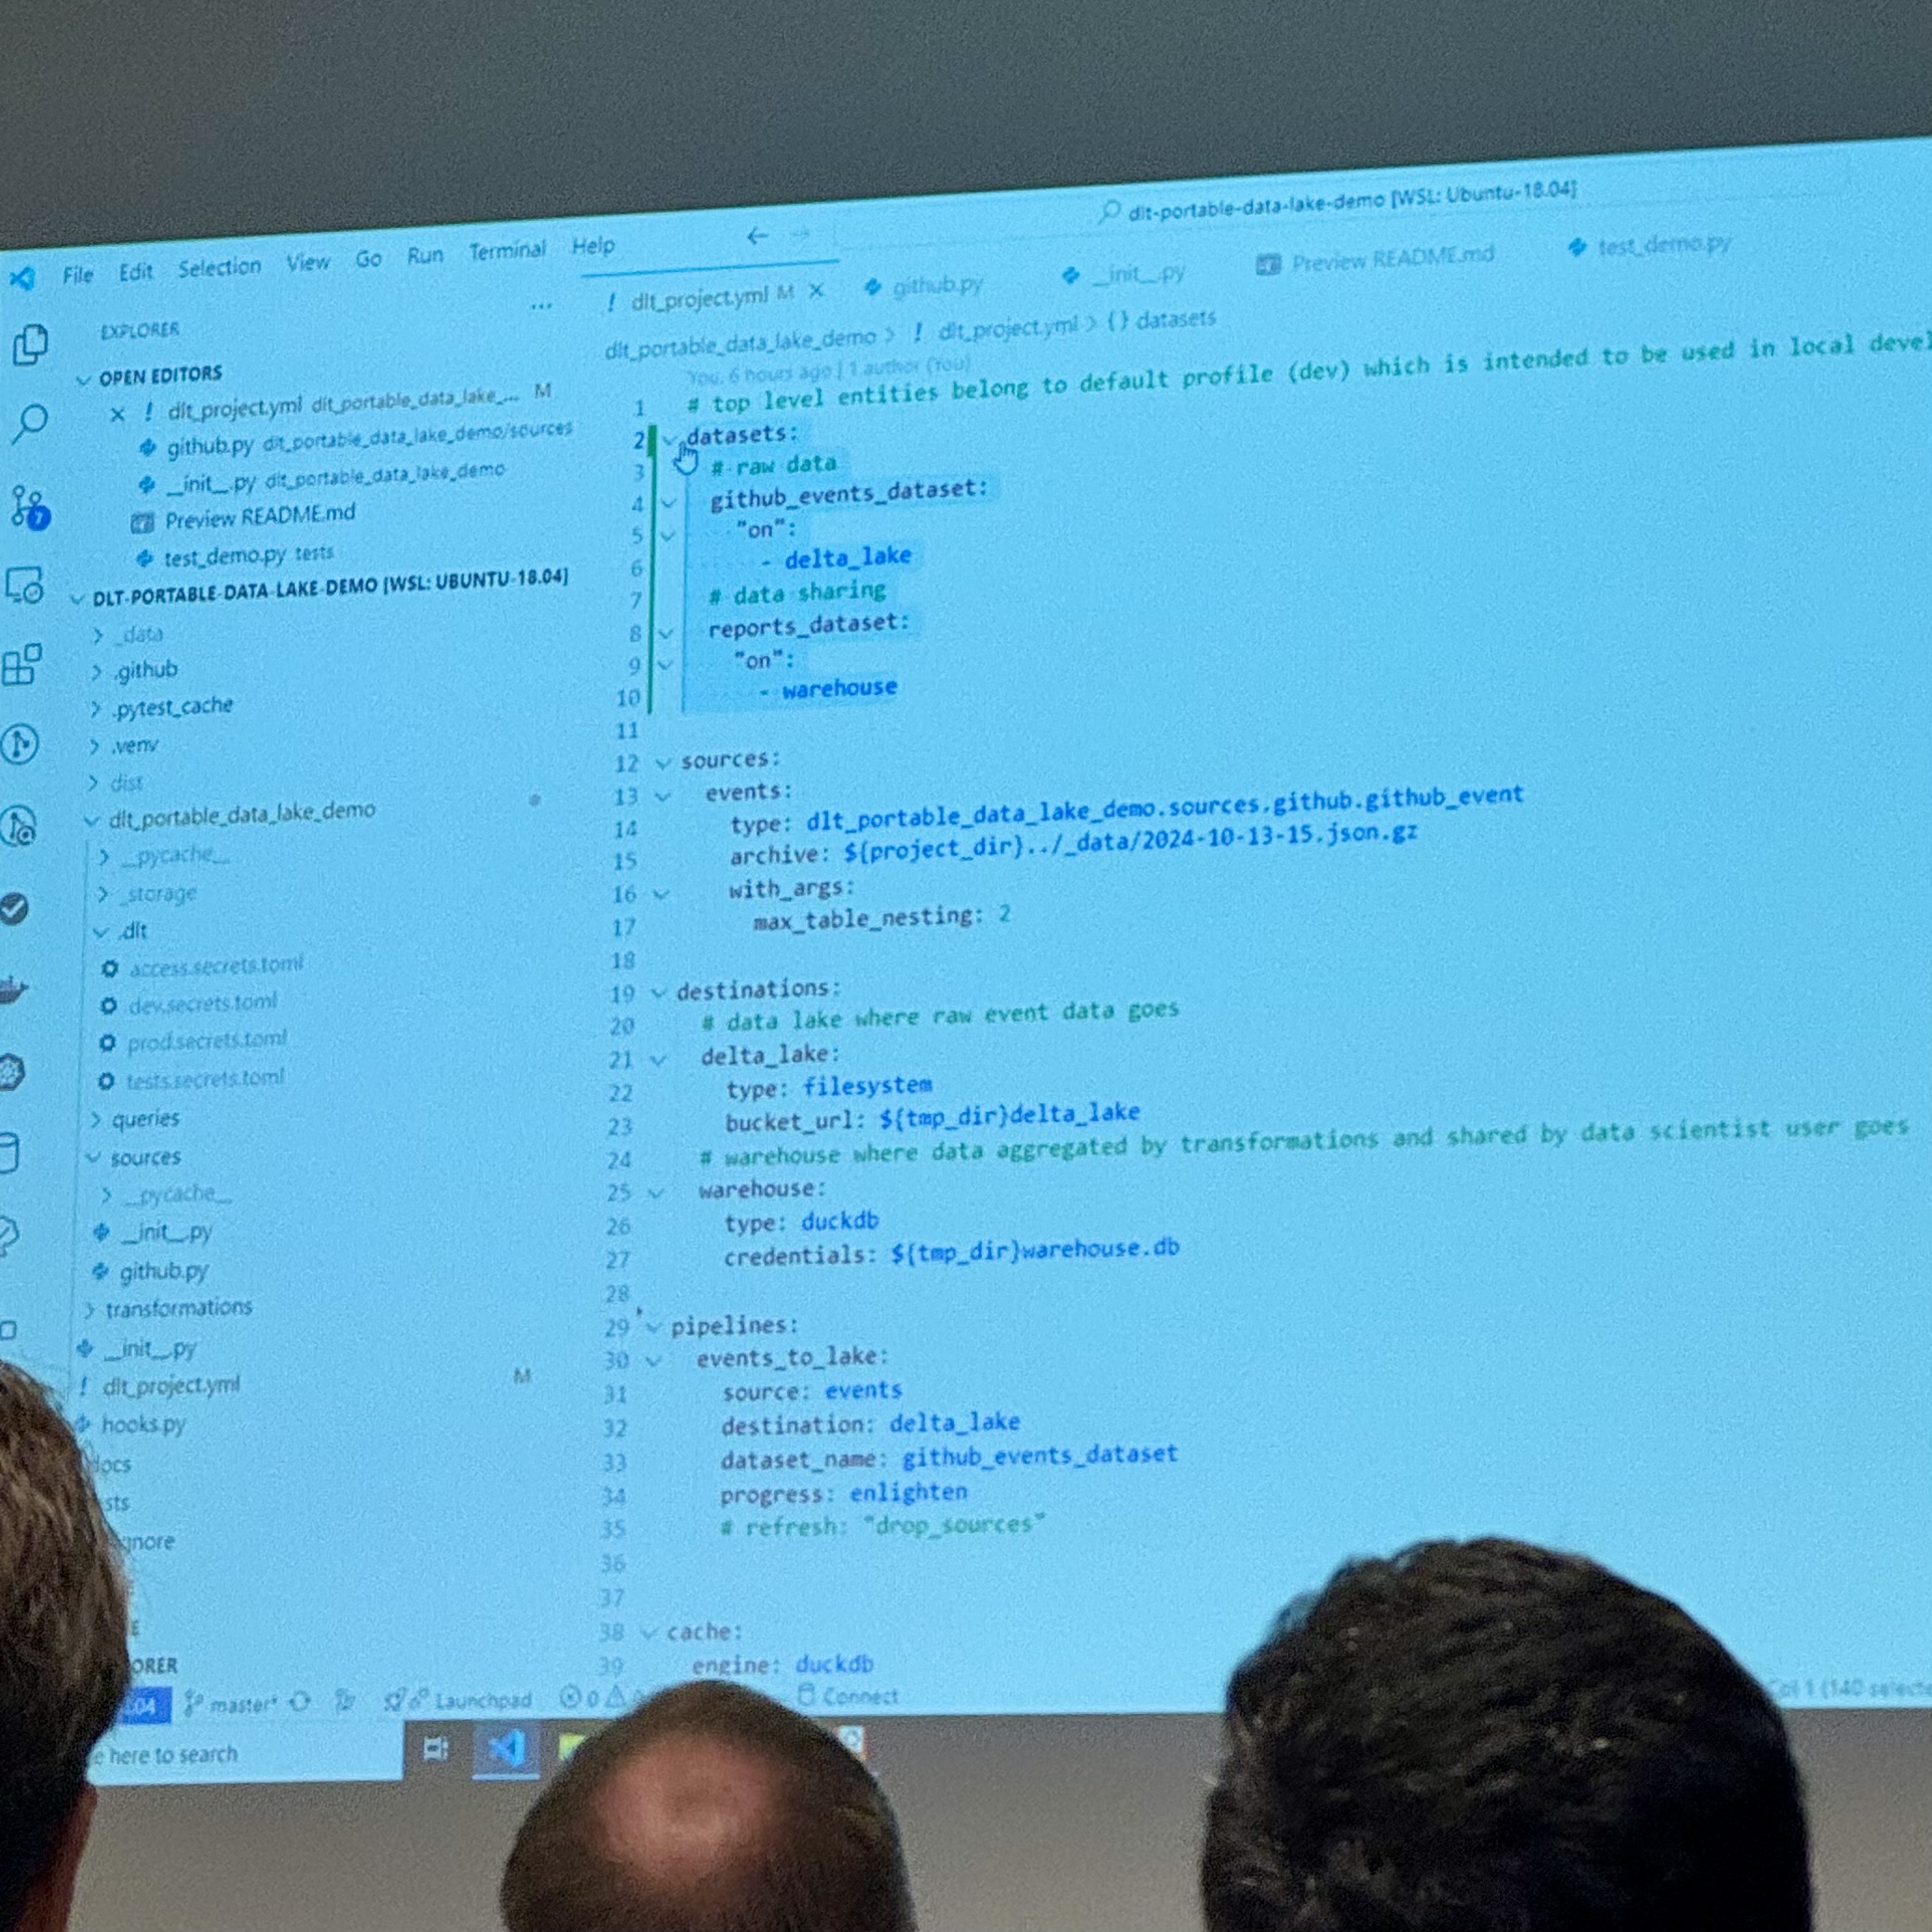 dlt-portable-data-lake-demo [WSL: Ubuntu-18.04]
File Edit Selection View Go Run Terminal Help
EXPLORER
OPEN EDITORS
! dlt_project.yml dlt_portable_data_lake_... M
github.py dlt_portable_data_lake_demo/sources
__init__.py dlt_portable_data_lake_demo
Preview README.md
test_demo.py tests
DLT-PORTABLE-DATA-LAKE-DEMO [WSL: UBUNTU-18.04]
_data
.github
.pytest_cache
.venv
dist
dlt_portable_data_lake_demo
__pycache__
_storage
.dlt
access.secrets.toml
dev.secrets.toml
prod.secrets.toml
tests.secrets.toml
queries
sources
__pycache__
__init__.py
github.py
transformations
__init__.py
! dlt_project.yml M
hooks.py
docs
sts
gnore
E
ORER
! dlt_project.yml M × github.py __init__.py Preview README.md test_demo.py
dlt_portable_data_lake_demo > ! dlt_project.yml > {} datasets
You, 6 hours ago | 1 author (You)
1 # top level entities belong to default profile (dev) which is intended to be used in local devel
2 datasets:
3 # raw data
4 github_events_dataset:
5 "on":
6 - delta_lake
7 # data sharing
8 reports_dataset:
9 "on":
10 - warehouse
11
12 sources:
13 events:
14 type: dlt_portable_data_lake_demo.sources.github.github_event
15 archive: ${project_dir}../_data/2024-10-13-15.json.gz
16 with_args:
17 max_table_nesting: 2
18
19 destinations:
20 # data lake where raw event data goes
21 delta_lake:
22 type: filesystem
23 bucket_url: ${tmp_dir}delta_lake
24 # warehouse where data aggregated by transformations and shared by data scientist user goes
25 warehouse:
26 type: duckdb
27 credentials: ${tmp_dir}warehouse.db
28
29 pipelines:
30 events_to_lake:
31 source: events
32 destination: delta_lake
33 dataset_name: github_events_dataset
34 progress: enlighten
35 # refresh: "drop_sources"
36
37
38 cache:
39 engine: duckdb
04 master* Launchpad 0 Connect Col 1 (140 selecte
e here to search